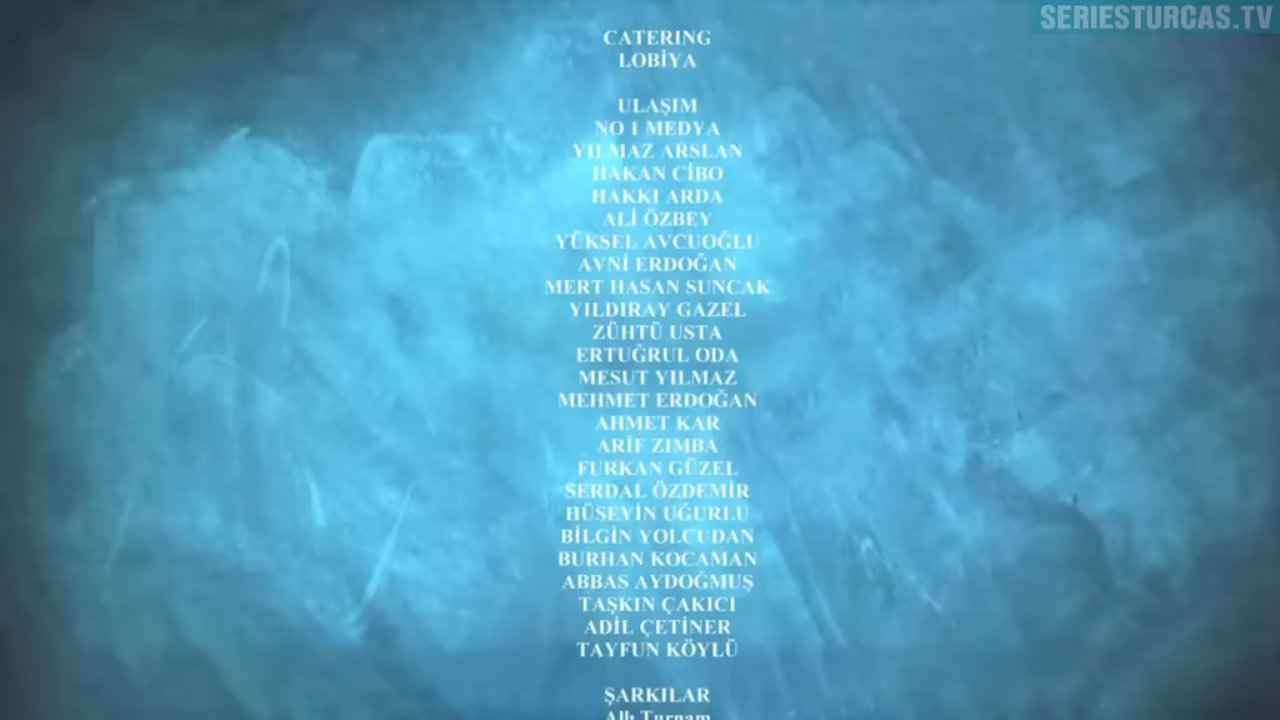 SERIESTURCAS.TV
CATERING
LOBİYA
ULAŞIM
NO 1 MEDYA
YILMAZ ARSLAN
HAKAN CİBO
HAKKI ARDA
ALİ ÖZBEY
YÜKSEL AVCUOĞLU
AVNİ ERDOĞAN
MERT HASAN SUNCAK
YILDIRAY GAZEL
ZÜHTÜ USTA
ERTUĞRUL ODA
MESUT YILMAZ
MEHMET ERDOĞAN
AHMET KAR
ARİF ZIMBA
FURKAN GÜZEL
SERDAL ÖZDEMİR
HÜSEYİN UĞURLU
BİLGİN YOLCUDAN
BURHAN KOCAMAN
ABBAS AYDOĞMUŞ
TAŞKIN ÇAKICI
ADİL ÇETİNER
TAYFUN KÖYLÜ
ŞARKILAR
Allı Turnam